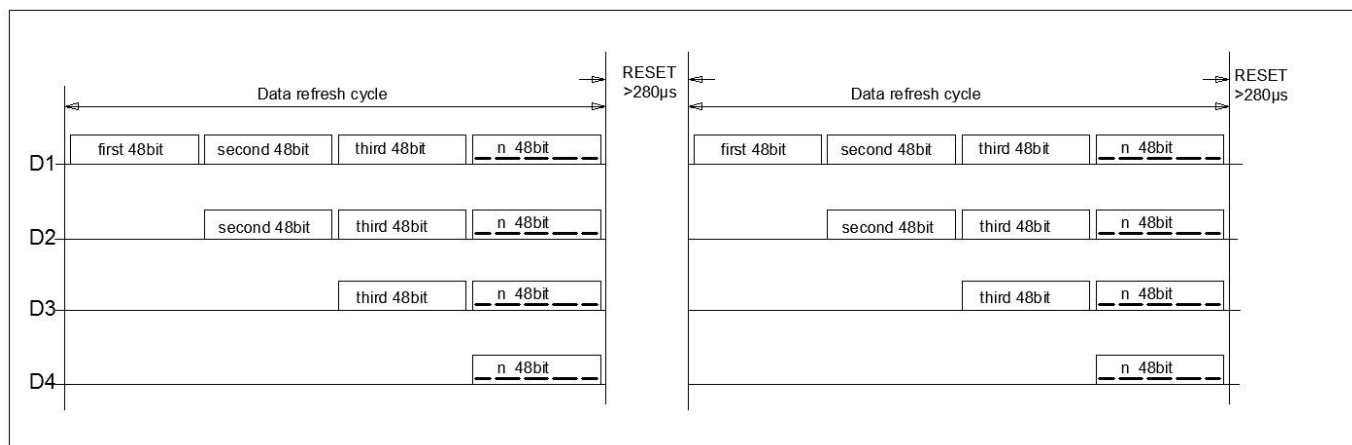 RESET
>280μs
RESET
>280μs
Data refresh cycle
Data refresh cycle
D1
first 48bit
second 48bit
third 48bit
n 48bit
first 48bit
second 48bit
third 48bit
n 48bit
D2
second 48bit
third 48bit
n 48bit
second 48bit
third 48bit
n 48bit
D3
third 48bit
n 48bit
third 48bit
n 48bit
D4
n 48bit
n 48bit